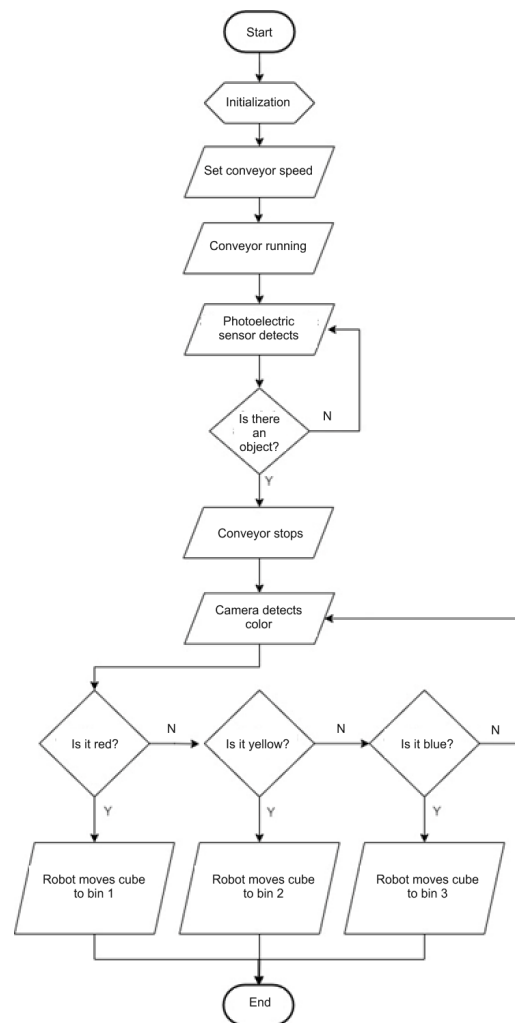 Start
Initialization
Set conveyor speed
Conveyor running
Photoelectric
sensor detects
Is there
an
object?
N
Y
Conveyor stops
Camera detects
color
Is it red?
N
Is it yellow?
N
Is it blue?
N
Y
Y
Y
Robot moves cube
to bin 1
Robot moves cube
to bin 2
Robot moves cube
to bin 3
End